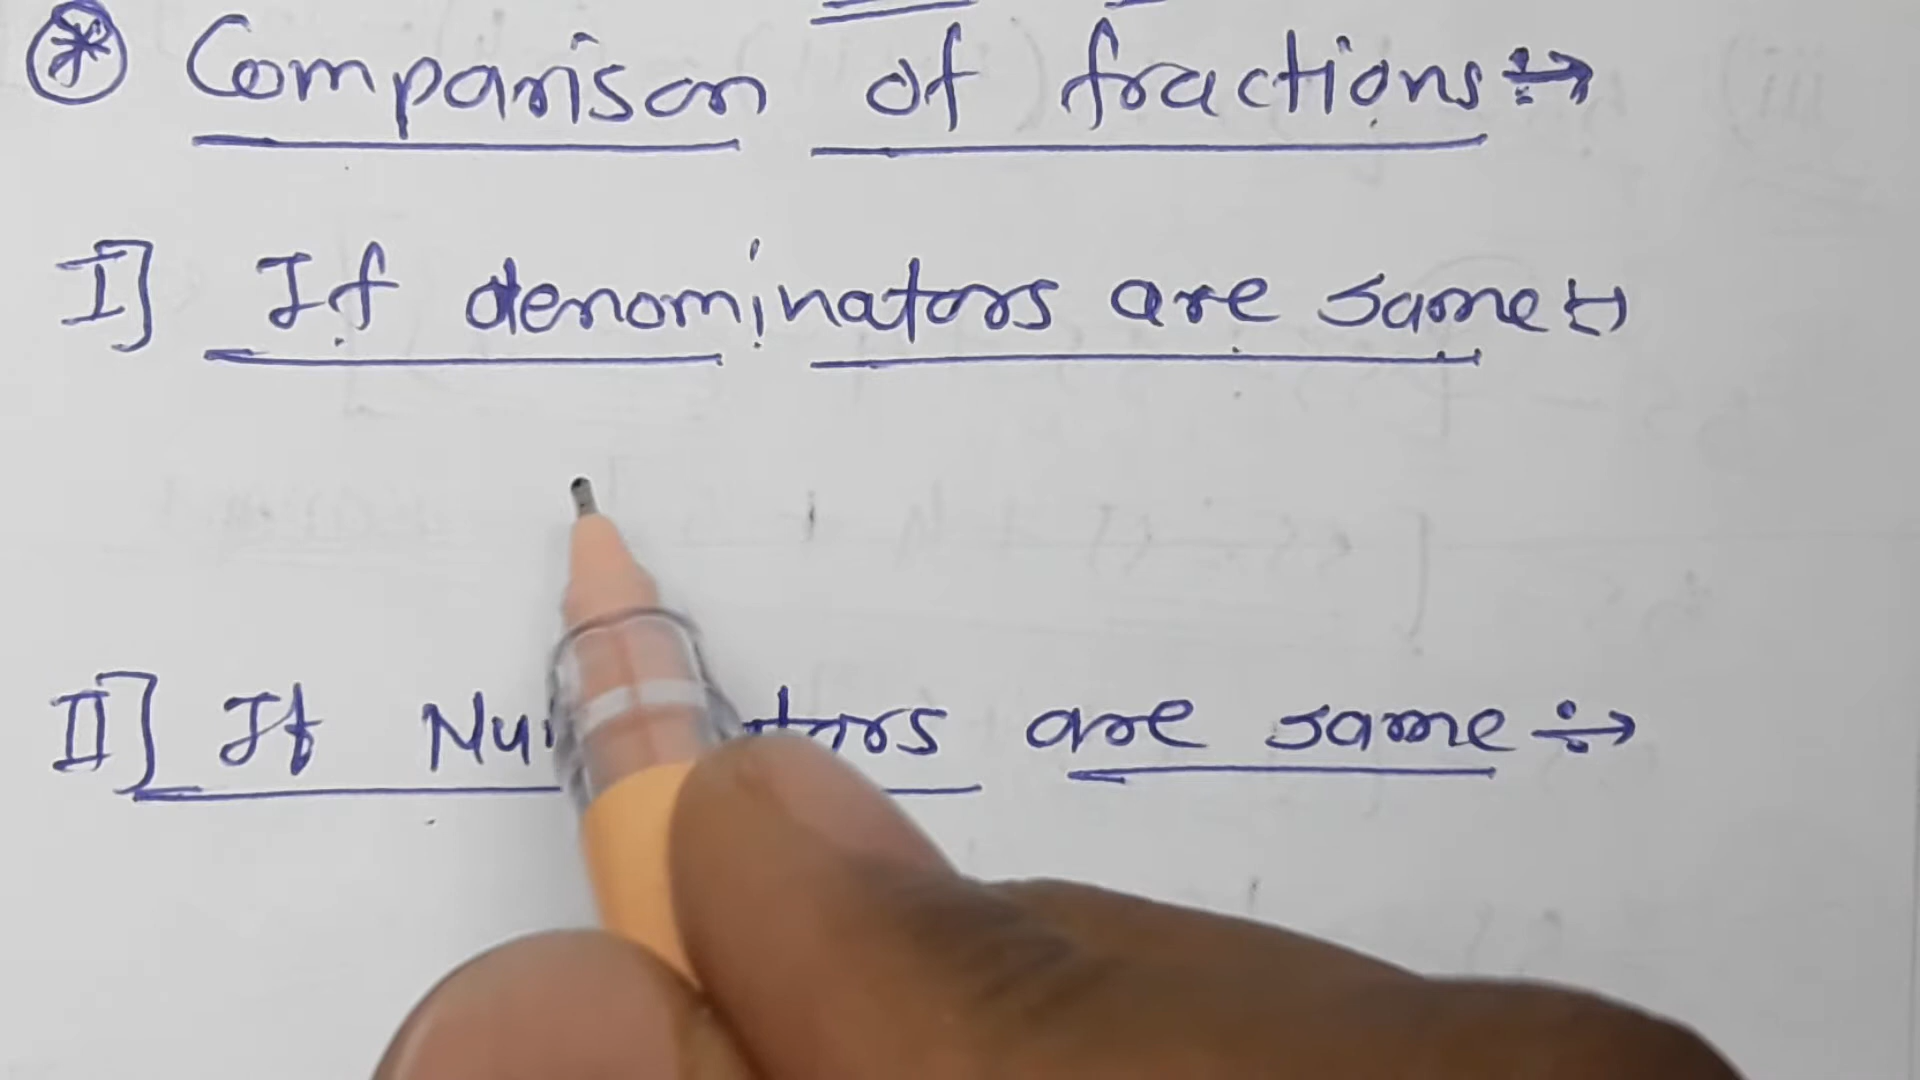 * Comparison of fractions :→
I] If denominators are same :→
II] If are same :→